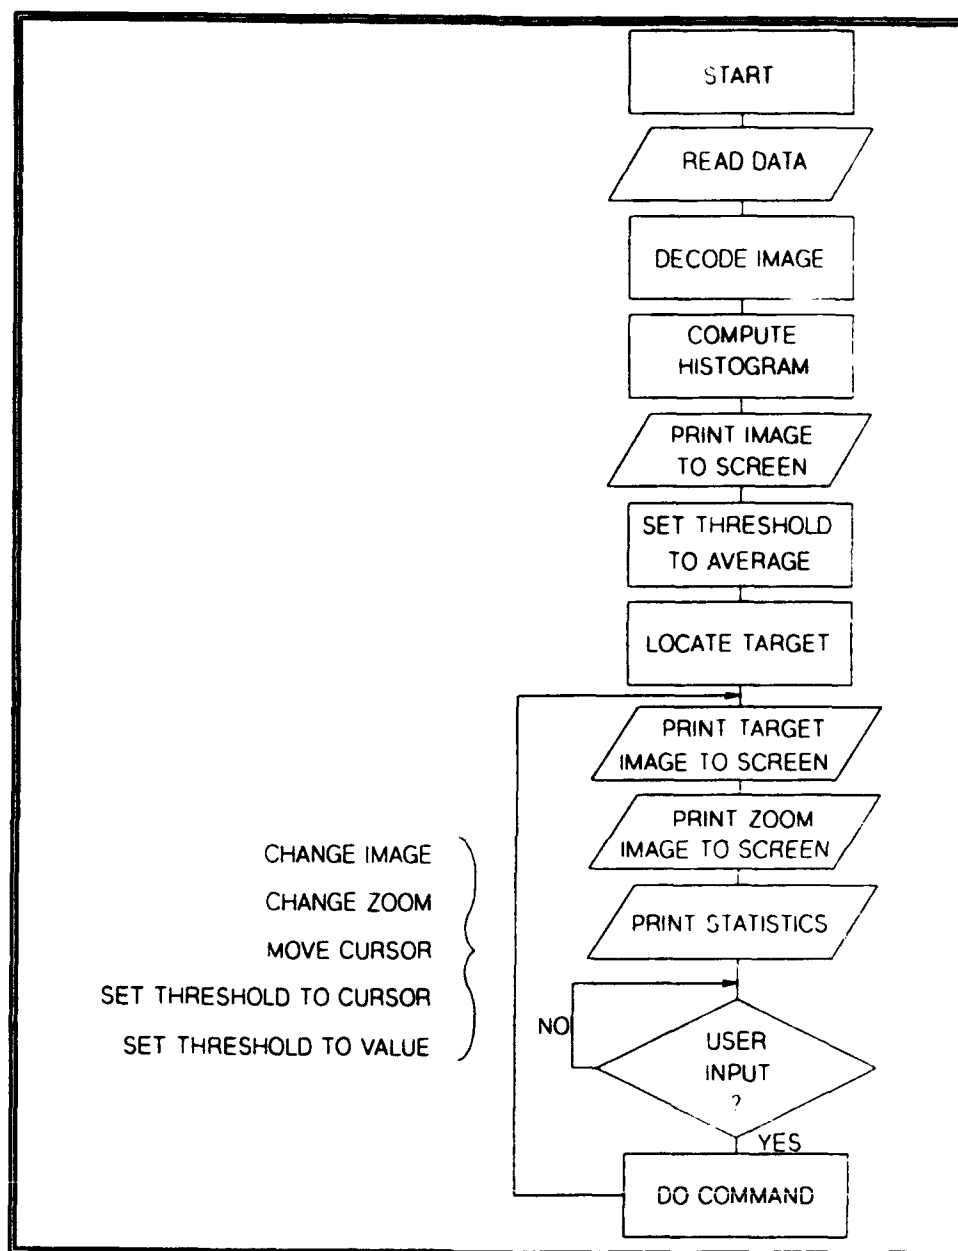 START
READ DATA
DECODE IMAGE
COMPUTE
HISTOGRAM
PRINT IMAGE
TO SCREEN
SET THRESHOLD
TO AVERAGE
LOCATE TARGET
PRINT TARGET
IMAGE TO SCREEN
PRINT ZOOM
IMAGE TO SCREEN
PRINT STATISTICS
CHANGE IMAGE
CHANGE ZOOM
MOVE CURSOR
SET THRESHOLD TO CURSOR
SET THRESHOLD TO VALUE
NO
USER
INPUT
?
YES
DO COMMAND